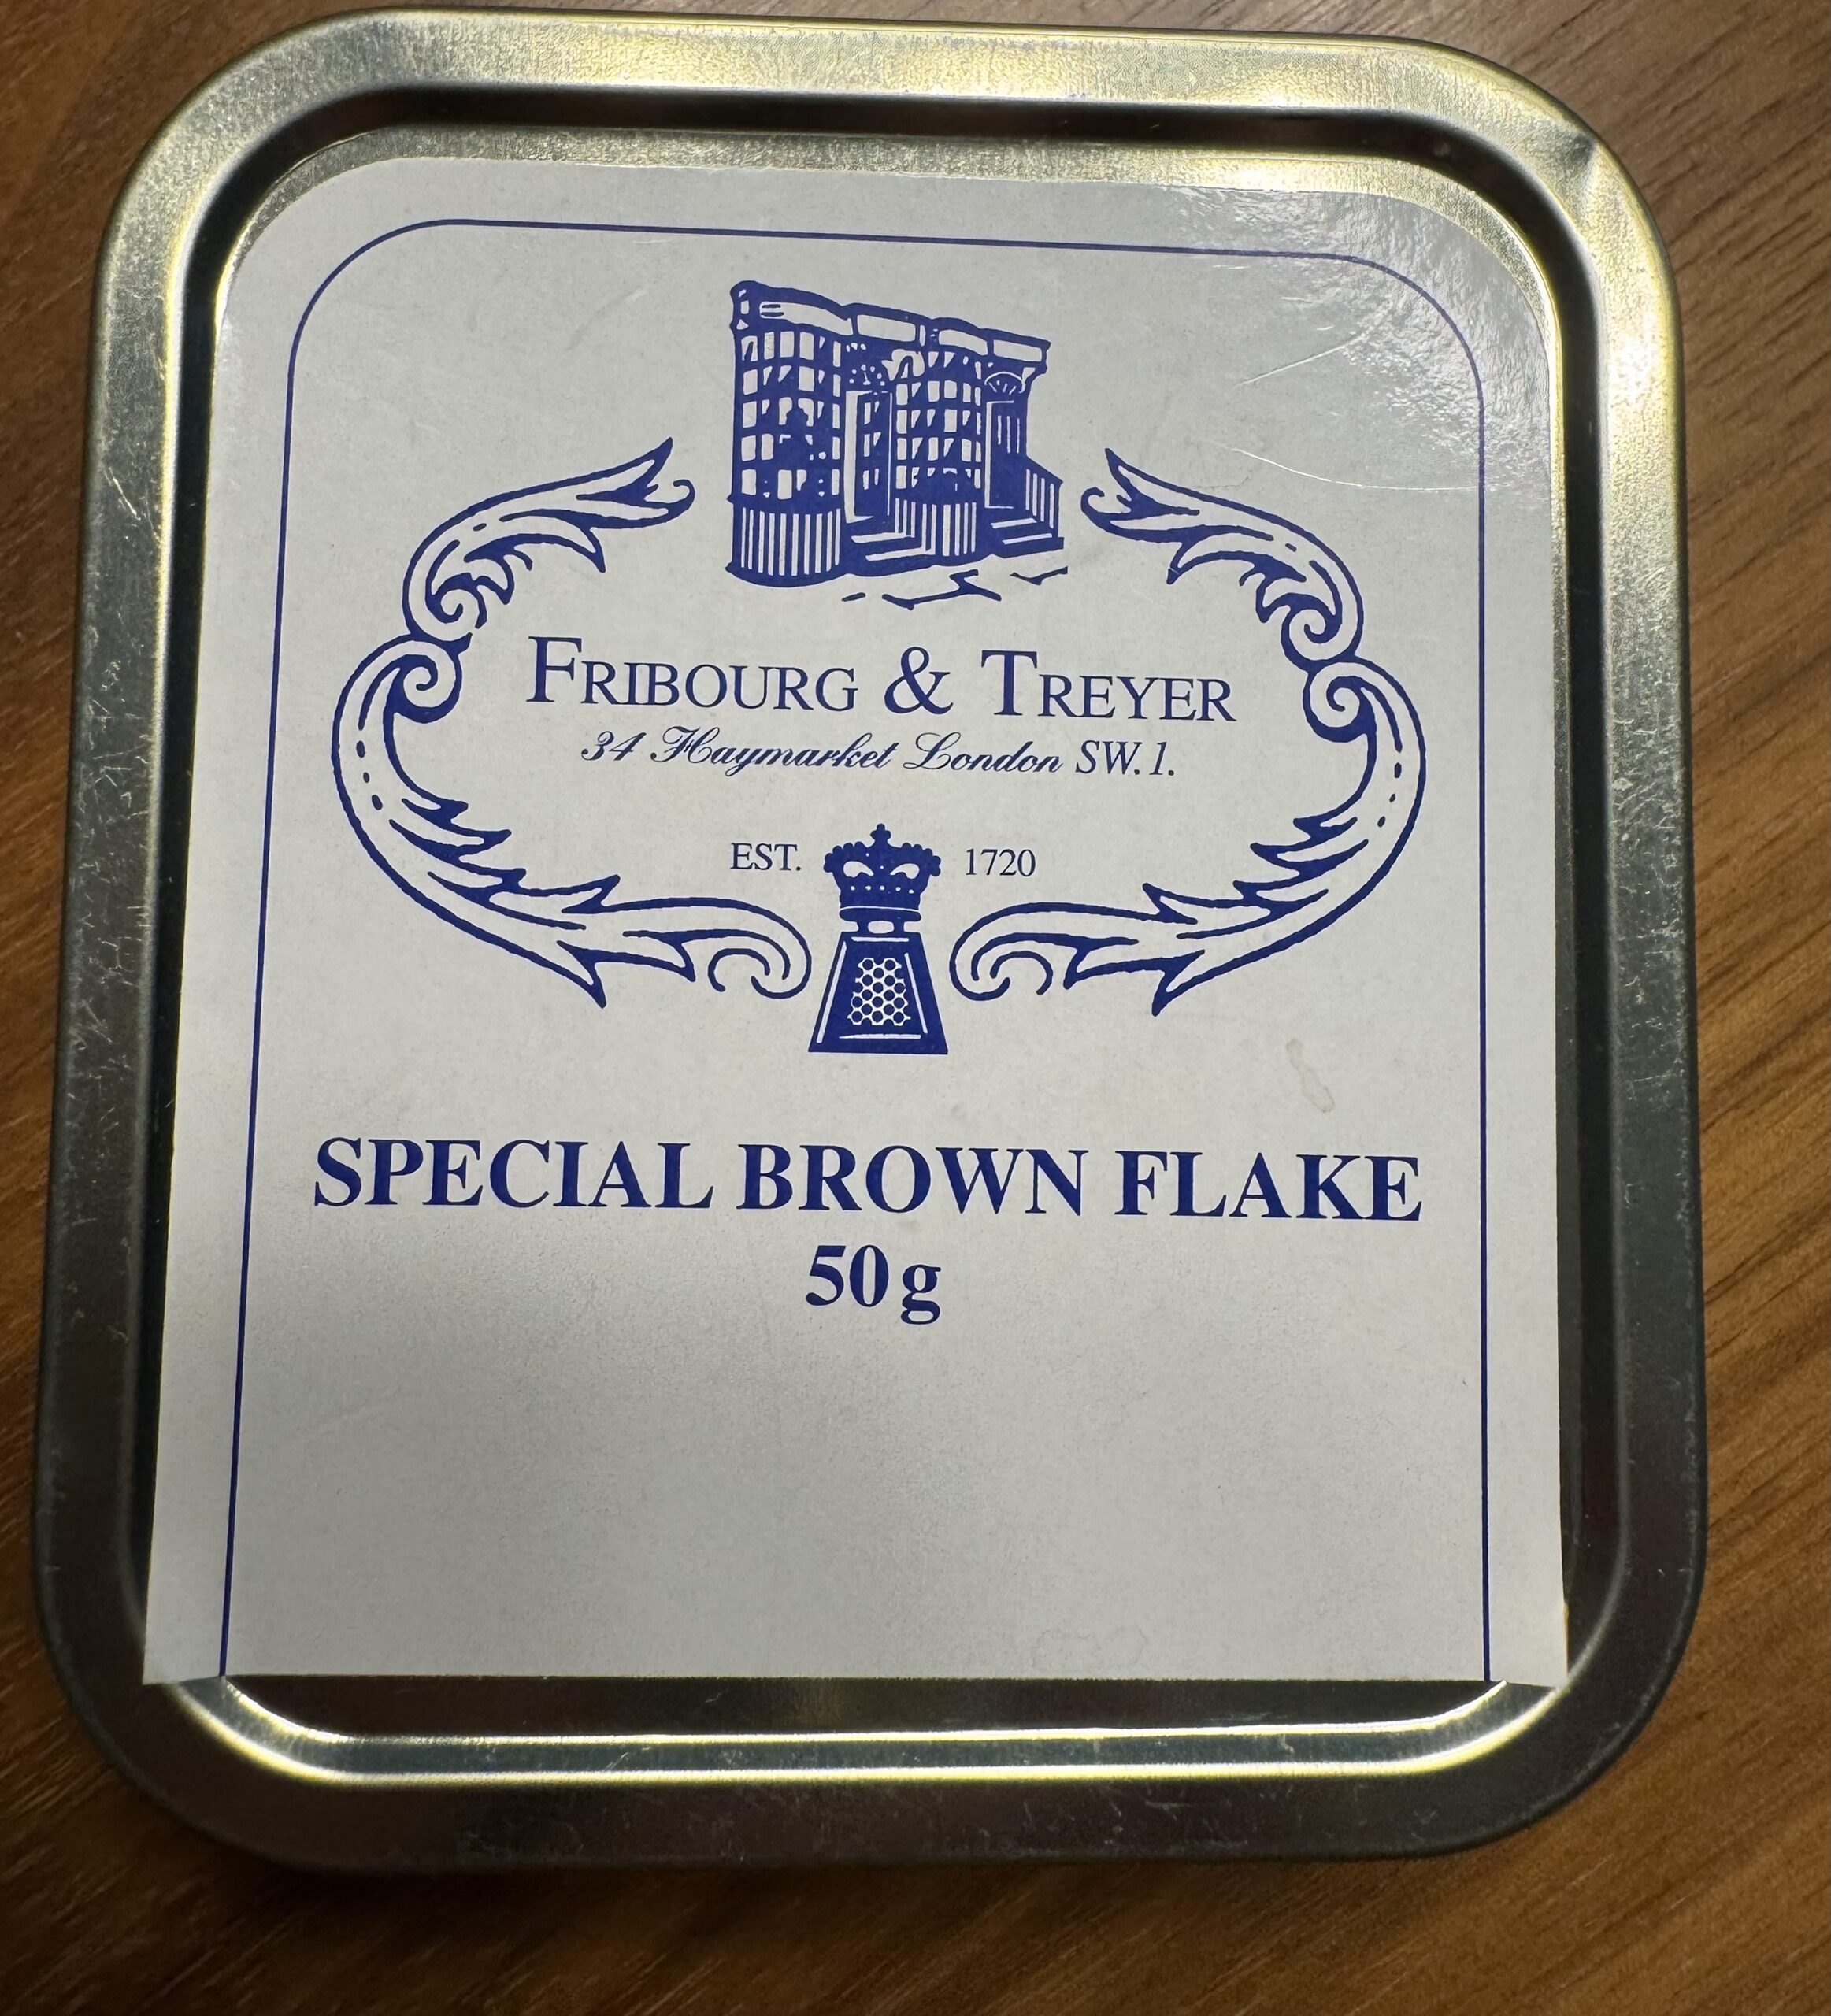 FRIBOURG & TREYER
34 Haymarket London SW.1.
EST. 1720
SPECIAL BROWN FLAKE
50g